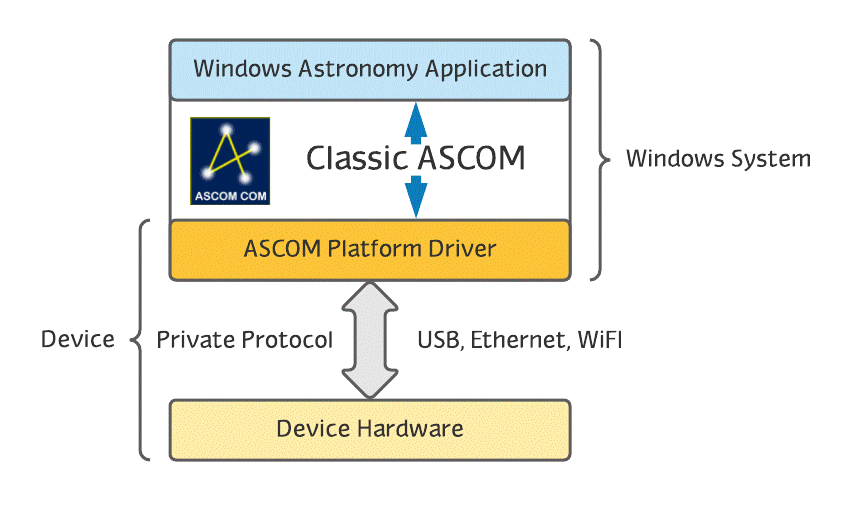 Windows Astronomy Application
Classic ASCOM
ASCOM COM
Windows System
ASCOM Platform Driver
Device
Private Protocol
USB, Ethernet, WiFI
Device Hardware